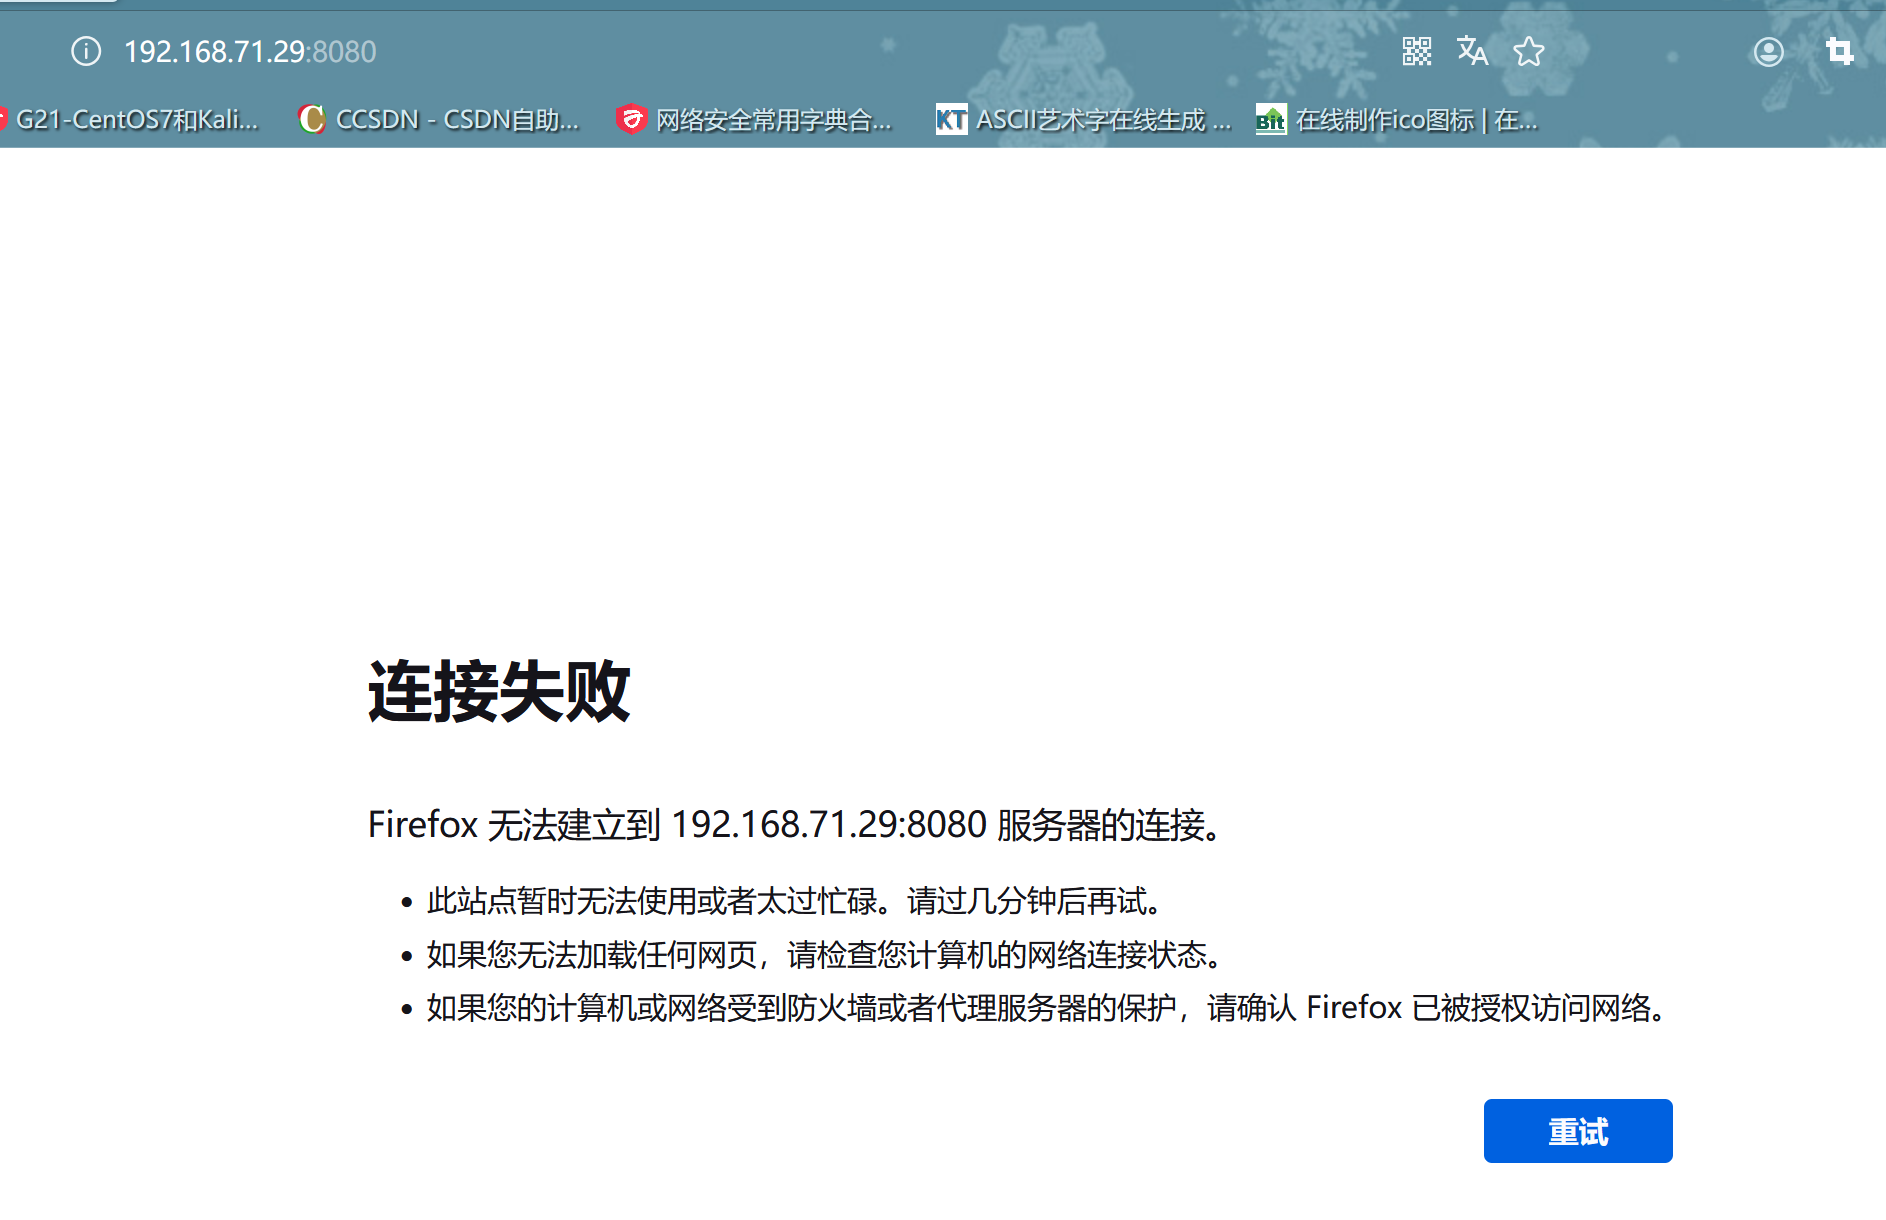 192.168.71.29:8080
G21-CentOS7和Kali...
CCSDN - CSDN自助...
网络安全常用字典合...
KT ASCII艺术字在线生成 ...
Bit 在线制作ico图标 | 在...
连接失败
Firefox 无法建立到 192.168.71.29:8080 服务器的连接。
• 此站点暂时无法使用或者太过忙碌。请过几分钟后再试。
• 如果您无法加载任何网页，请检查您计算机的网络连接状态。
• 如果您的计算机或网络受到防火墙或者代理服务器的保护，请确认 Firefox 已被授权访问网络。
重试